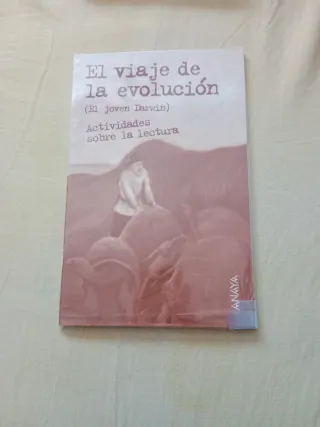 El viaje de
la evolución
(El joven Darwin)
Actividades
sobre la lectura
ANAYA